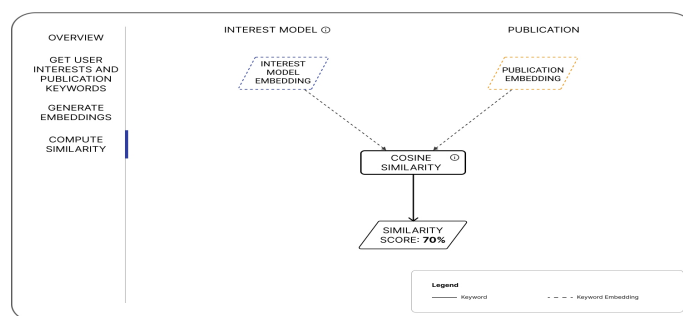 OVERVIEW
GET USER
INTERESTS AND
PUBLICATION
KEYWORDS
GENERATE
EMBEDDINGS
COMPUTE
SIMILARITY
INTEREST MODEL
PUBLICATION
INTEREST
MODEL
EMBEDDING
PUBLICATION
EMBEDDING
COSINE
SIMILARITY
SIMILARITY
SCORE: 70%
Legend
Keyword
Keyword Embedding